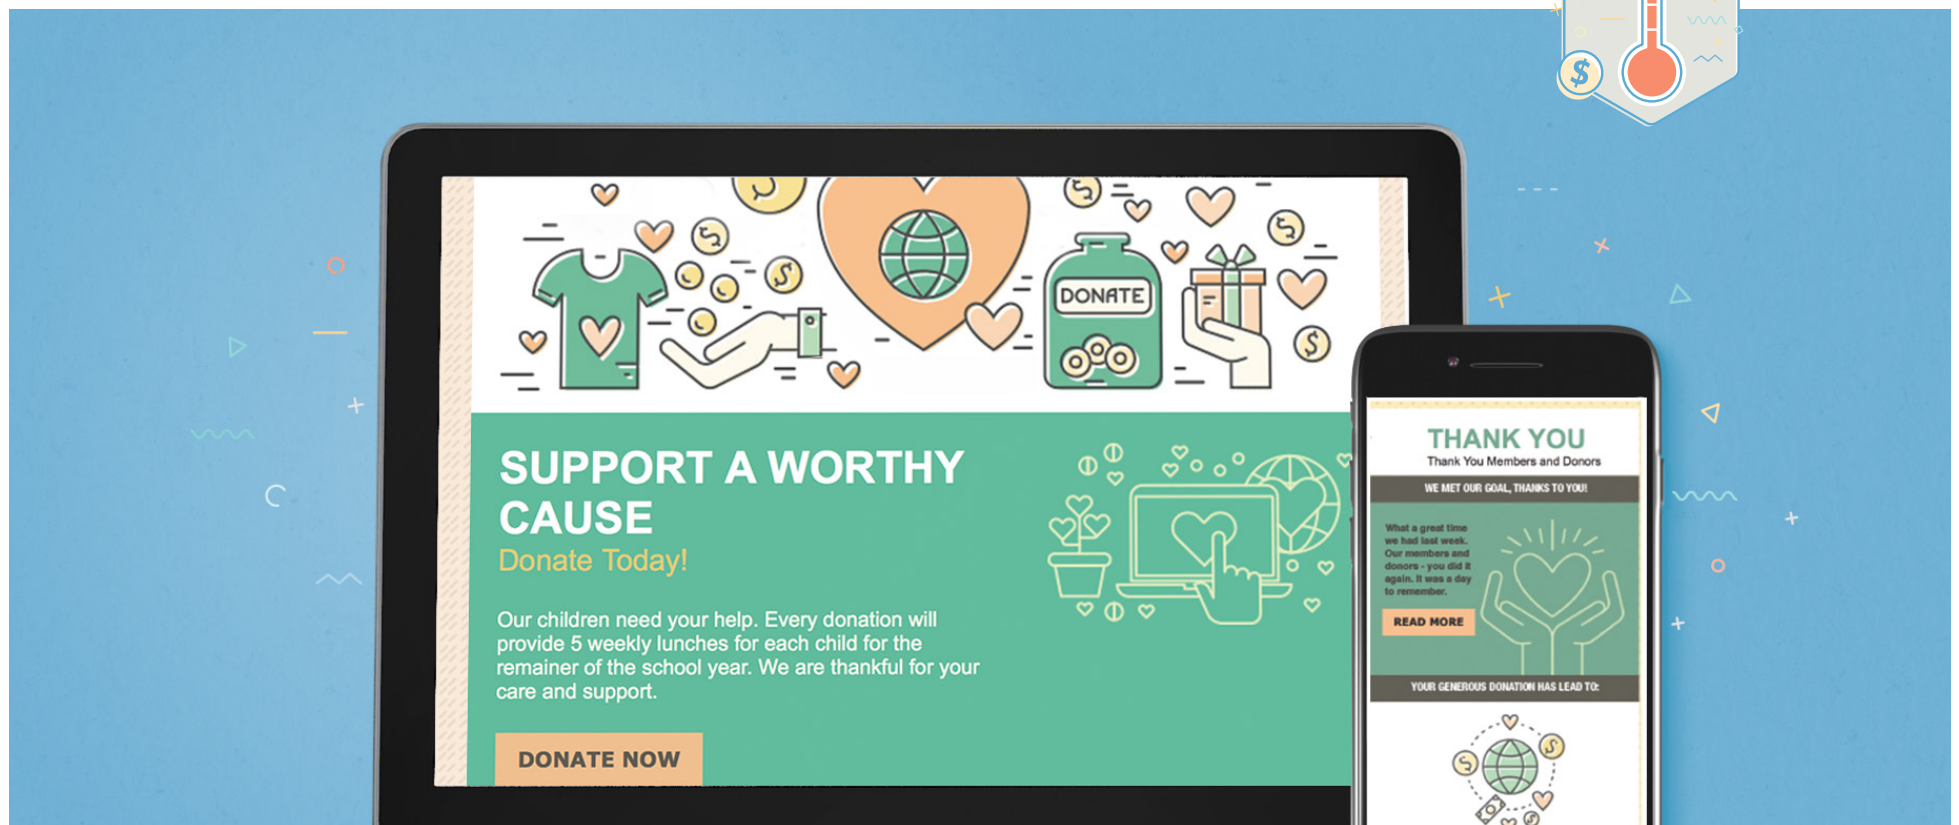 DONATE
SUPPORT A WORTHY
CAUSE
Donate Today!
Our children need your help. Every donation will
provide 5 weekly lunches for each child for the
remainer of the school year. We are thankful for your
care and support.
DONATE NOW
THANK YOU
Thank You Members and Donors
WE MET OUR GOAL, THANKS TO YOU!
What a great time
we had last week.
Our members and
donors - you did it
again. It was a day
to remember.
READ MORE
YOUR GENEROUS DONATION HAS LEAD TO: